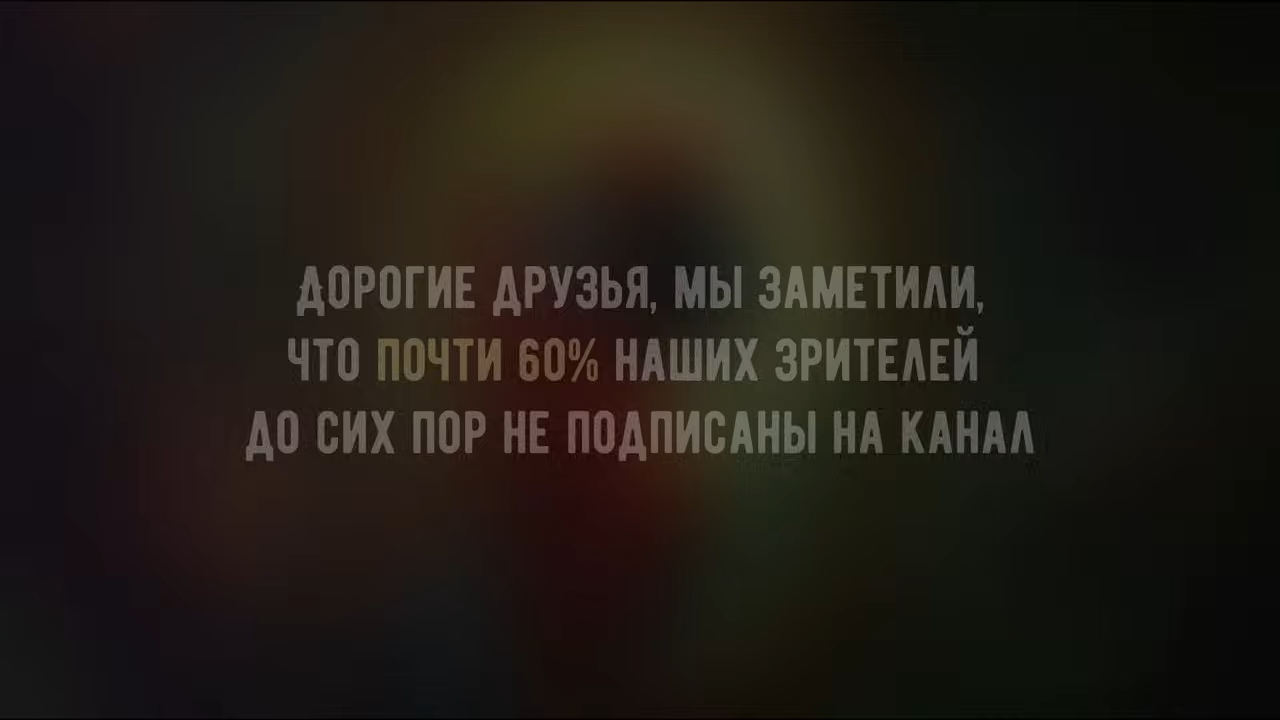 ДОРОГИЕ ДРУЗЬЯ, МЫ ЗАМЕТИЛИ,
ЧТО ПОЧТИ 60% НАШИХ ЗРИТЕЛЕЙ
ДО СИХ ПОР НЕ ПОДПИСАНЫ НА КАНАЛ